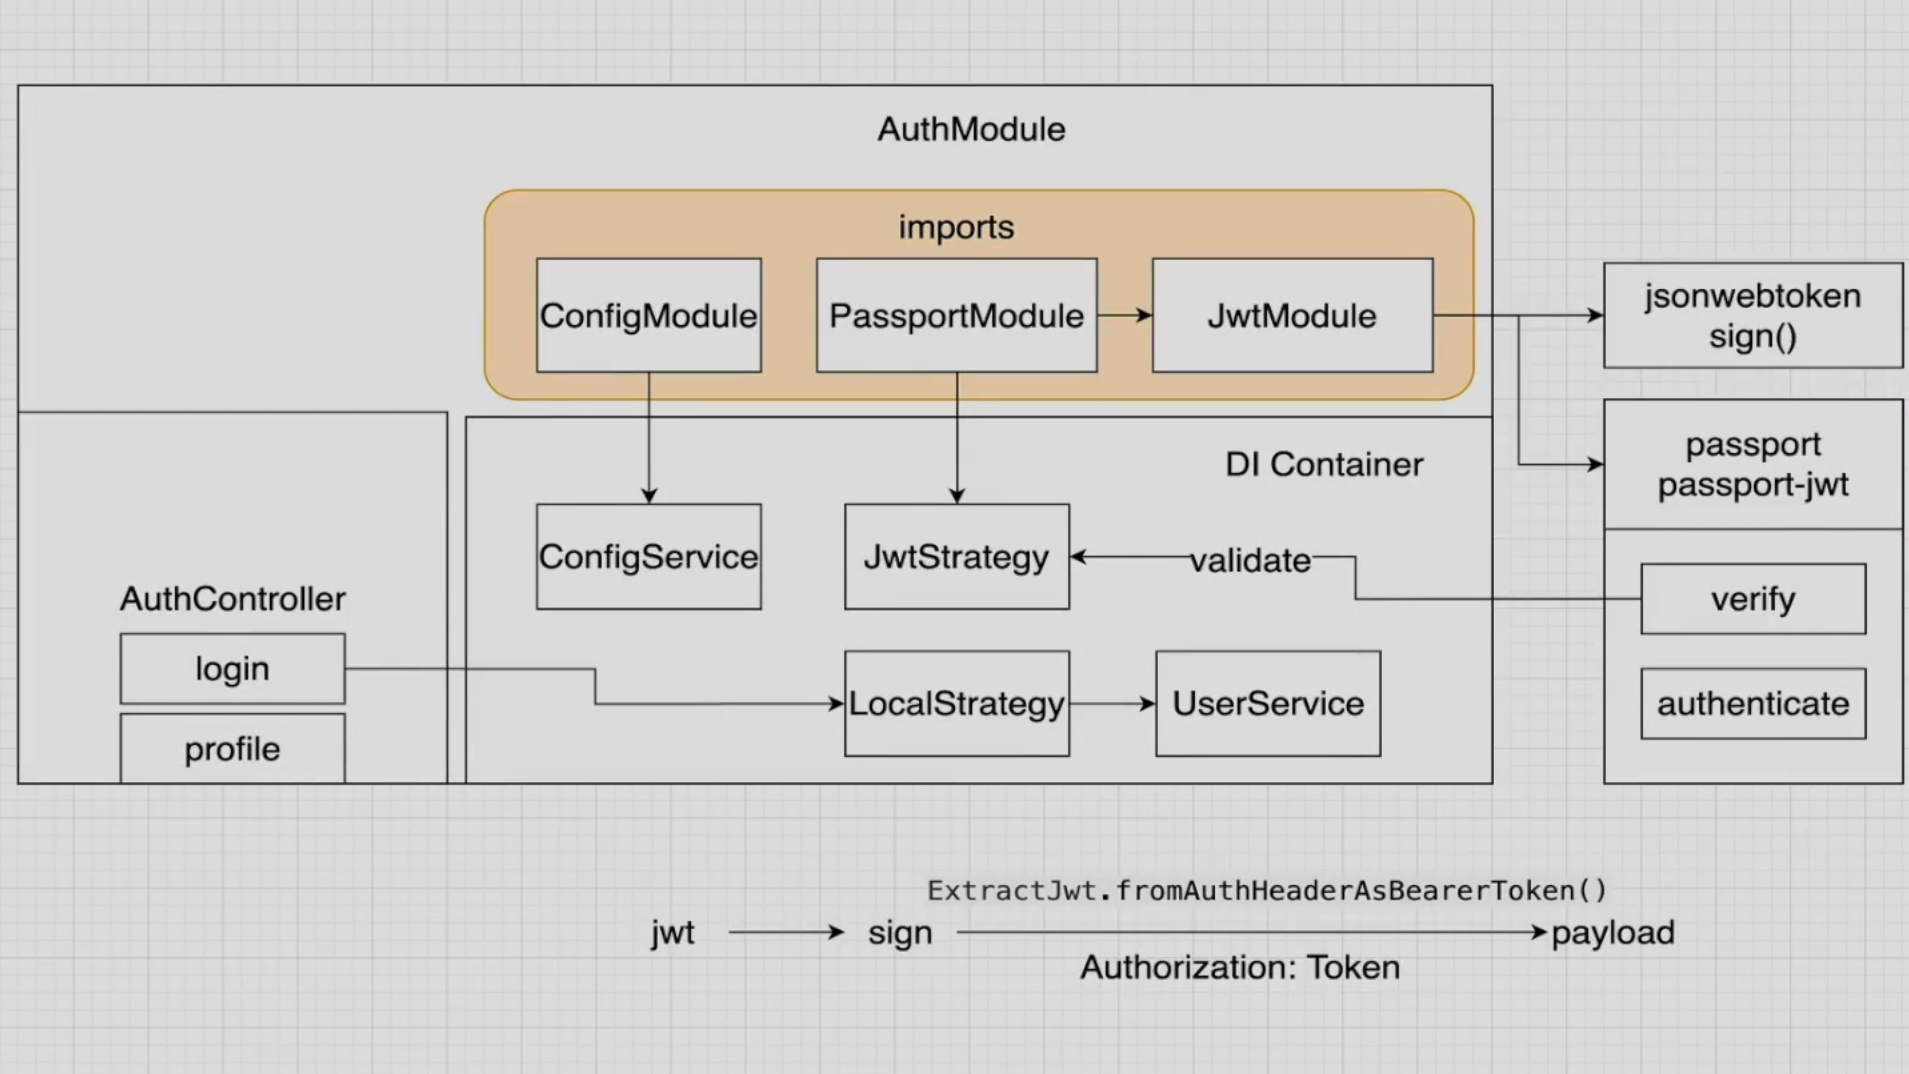 AuthModule
imports
ConfigModule
PassportModule
JwtModule
jsonwebtoken
sign()
passport
passport-jwt
DI Container
ConfigService
JwtStrategy
validate
verify
AuthController
login
LocalStrategy
UserService
authenticate
profile
ExtractJwt.fromAuthHeaderAsBearerToken()
jwt
sign
payload
Authorization: Token